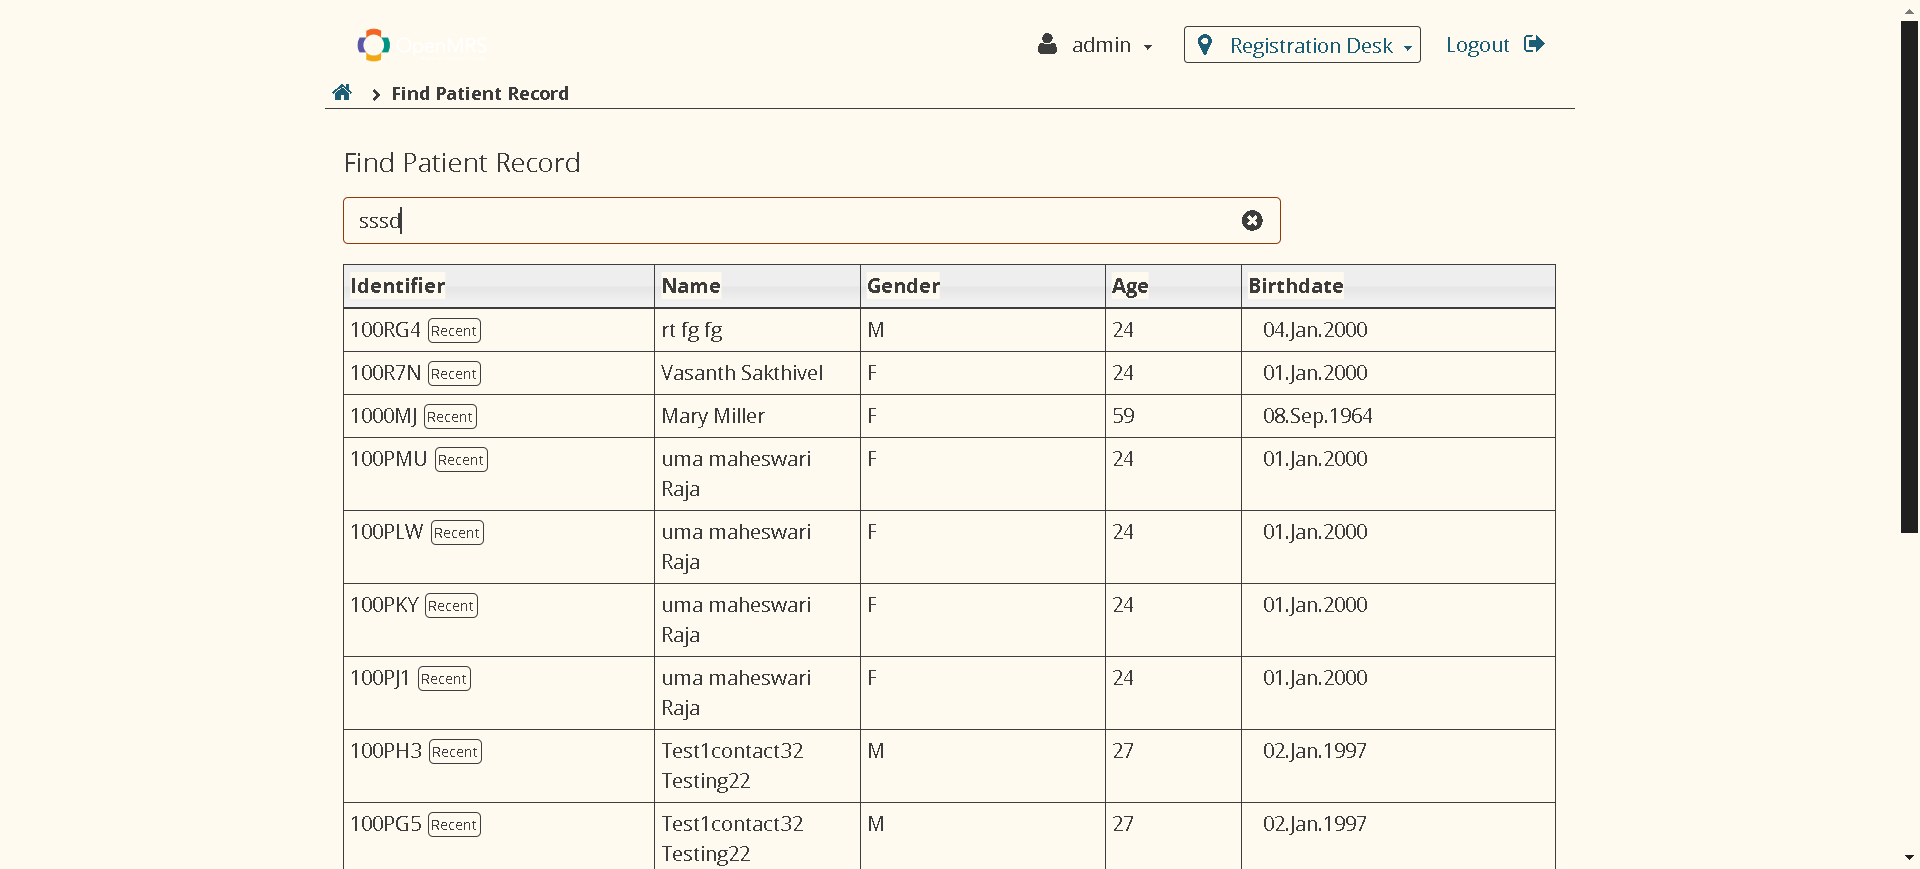 OpenMRS
admin
Registration Desk
Logout
Find Patient Record
Find Patient Record
sssd
Identifier Name Gender Age Birthdate
100RG4 Recent rt fg fg M 24 04.Jan.2000
100R7N Recent Vasanth Sakthivel F 24 01.Jan.2000
1000MJ Recent Mary Miller F 59 08.Sep.1964
100PMU Recent uma maheswari F 24 01.Jan.2000
Raja
100PLW Recent uma maheswari F 24 01.Jan.2000
Raja
100PKY Recent uma maheswari F 24 01.Jan.2000
Raja
100PJ1 Recent uma maheswari F 24 01.Jan.2000
Raja
100PH3 Recent Test1contact32 M 27 02.Jan.1997
Testing22
100PG5 Recent Test1contact32 M 27 02.Jan.1997
Testing22